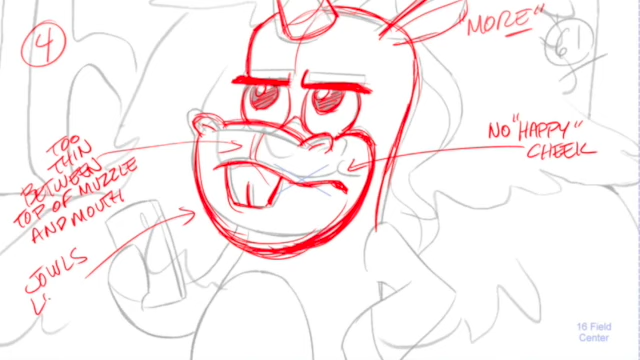 4
"MORE"
61
TOO
THIN
BETWEEN
TOP OF MUZZLE
AND MOUTH
NO "HAPPY"
CHEEK
JOWLS
16 Field
Center